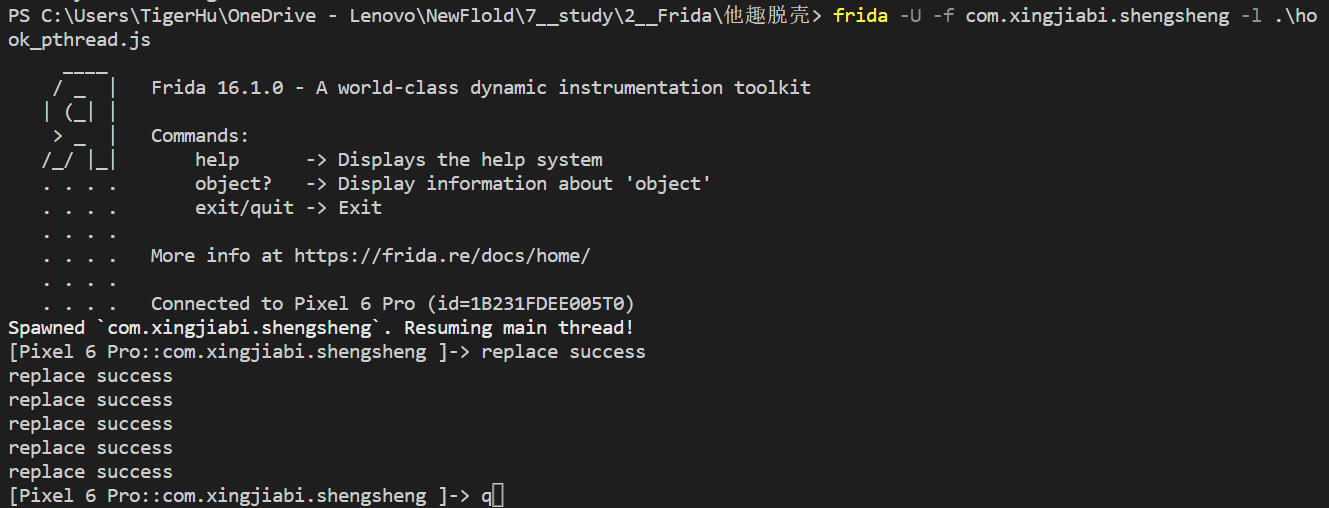 PS C:\Users\TigerHu\OneDrive - Lenovo\NewFlold\7__study\2__Frida\他趣脱壳> frida -U -f com.xingjiabi.shengsheng -l .\ho
ok_pthread.js
     ____
    / _  |   Frida 16.1.0 - A world-class dynamic instrumentation toolkit
   | (_| |
    > _  |   Commands:
   /_/ |_|       help      -> Displays the help system
   . . . .       object?   -> Display information about 'object'
   . . . .       exit/quit -> Exit
   . . . .
   . . . .   More info at https://frida.re/docs/home/
   . . . .
   . . . .   Connected to Pixel 6 Pro (id=1B231FDEE005T0)
Spawned `com.xingjiabi.shengsheng`. Resuming main thread!
[Pixel 6 Pro::com.xingjiabi.shengsheng ]-> replace success
replace success
replace success
replace success
replace success
replace success
[Pixel 6 Pro::com.xingjiabi.shengsheng ]-> q